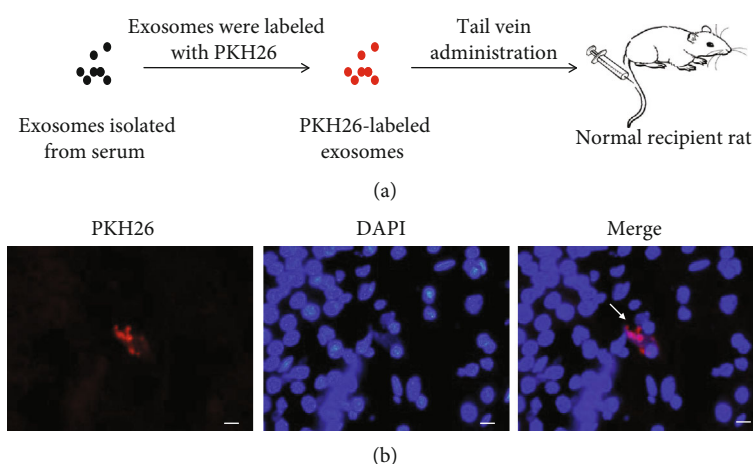 Exosomes were labeled
with PKH26
Tail vein
administration
Exosomes isolated
from serum
PKH26-labeled
exosomes
Normal recipient rat
(a)
PKH26
DAPI
Merge
(b)